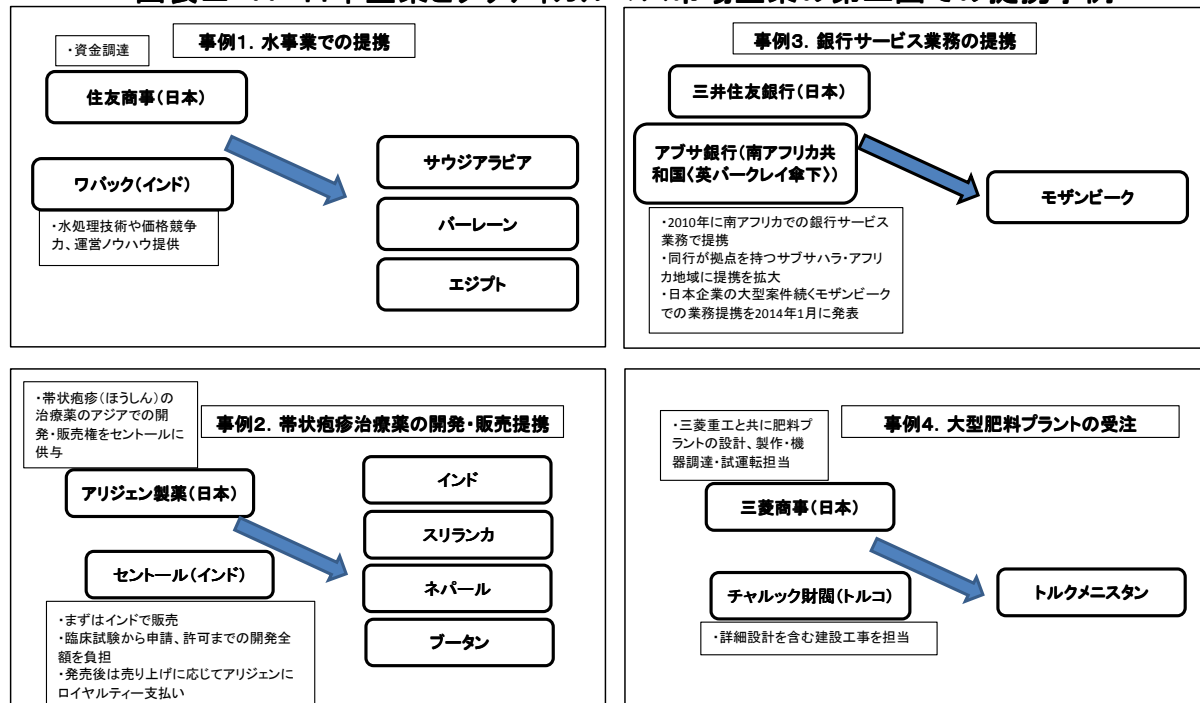 日本企業と 市場企業の第三国での提携事例
事例1．水事業での提携
・資金調達
住友商事（日本）
ワバック（インド）
・水処理技術や価格競争
力、運営ノウハウ提供
サウジアラビア
バーレーン
エジプト
事例3．銀行サービス業務の提携
三井住友銀行（日本）
アブサ銀行（南アフリカ共
和国〈英バークレイ傘下〉）
・2010年に南アフリカでの銀行サービス
業務で提携
・同行が拠点を持つサブサハラ・アフリ
カ地域に提携を拡大
・日本企業の大型案件続くモザンビーク
での業務提携を2014年1月に発表
モザンビーク
・帯状疱疹（ほうしん）の
治療薬のアジアでの開
発・販売権をセントールに
供与
事例2．帯状疱疹治療薬の開発・販売提携
アリジェン製薬（日本）
セントール（インド）
・まずはインドで販売
・臨床試験から申請、許可までの開発全
額を負担
・発売後は売り上げに応じてアリジェンに
ロイヤルティー支払い
インド
スリランカ
ネパール
ブータン
・三菱重工と共に肥料プ
ラントの設計、製作・機
器調達・試運転担当
事例4．大型肥料プラントの受注
三菱商事（日本）
チャルック財閥（トルコ）
・詳細設計を含む建設工事を担当
トルクメニスタン